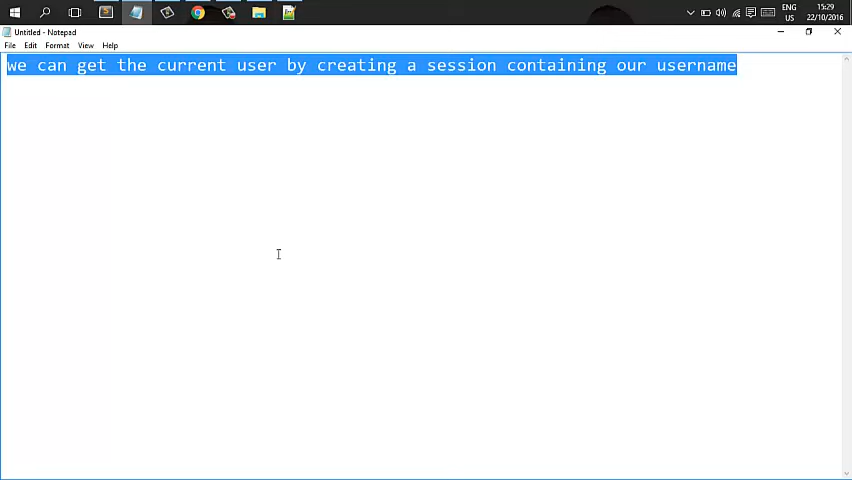 ENG 15:29
US 22/10/2016
Untitled - Notepad
File Edit Format View Help
we can get the current user by creating a session containing our username